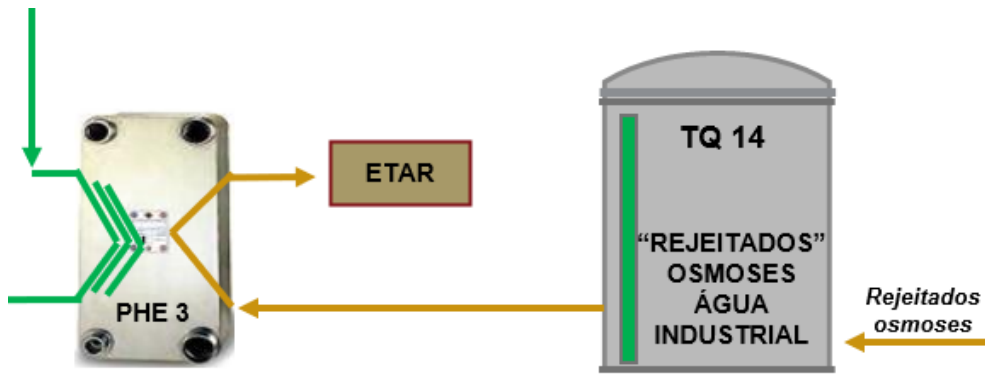 ETAR
PHE 3
TQ 14
“REJEITADOS”
OSMOSES
ÁGUA
INDUSTRIAL
Rejeitados
osmoses